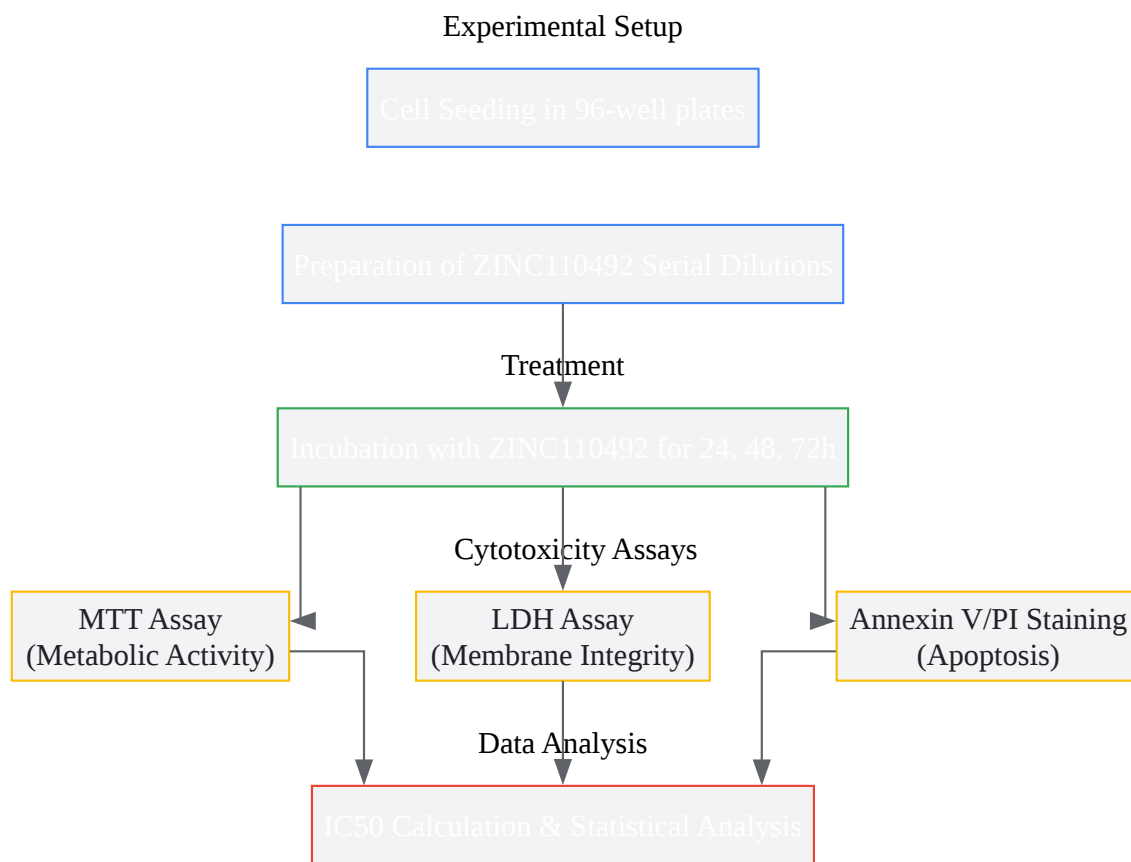 Experimental Setup
Cell Seeding in 96-well plates
Preparation of ZINC110492 Serial Dilutions
Treatment
Incubation with ZINC110492 for 24, 48, 72h
Cytotoxicity Assays
MTT Assay
(Metabolic Activity)
LDH Assay
(Membrane Integrity)
Annexin V/PI Staining
(Apoptosis)
Data Analysis
IC50 Calculation & Statistical Analysis